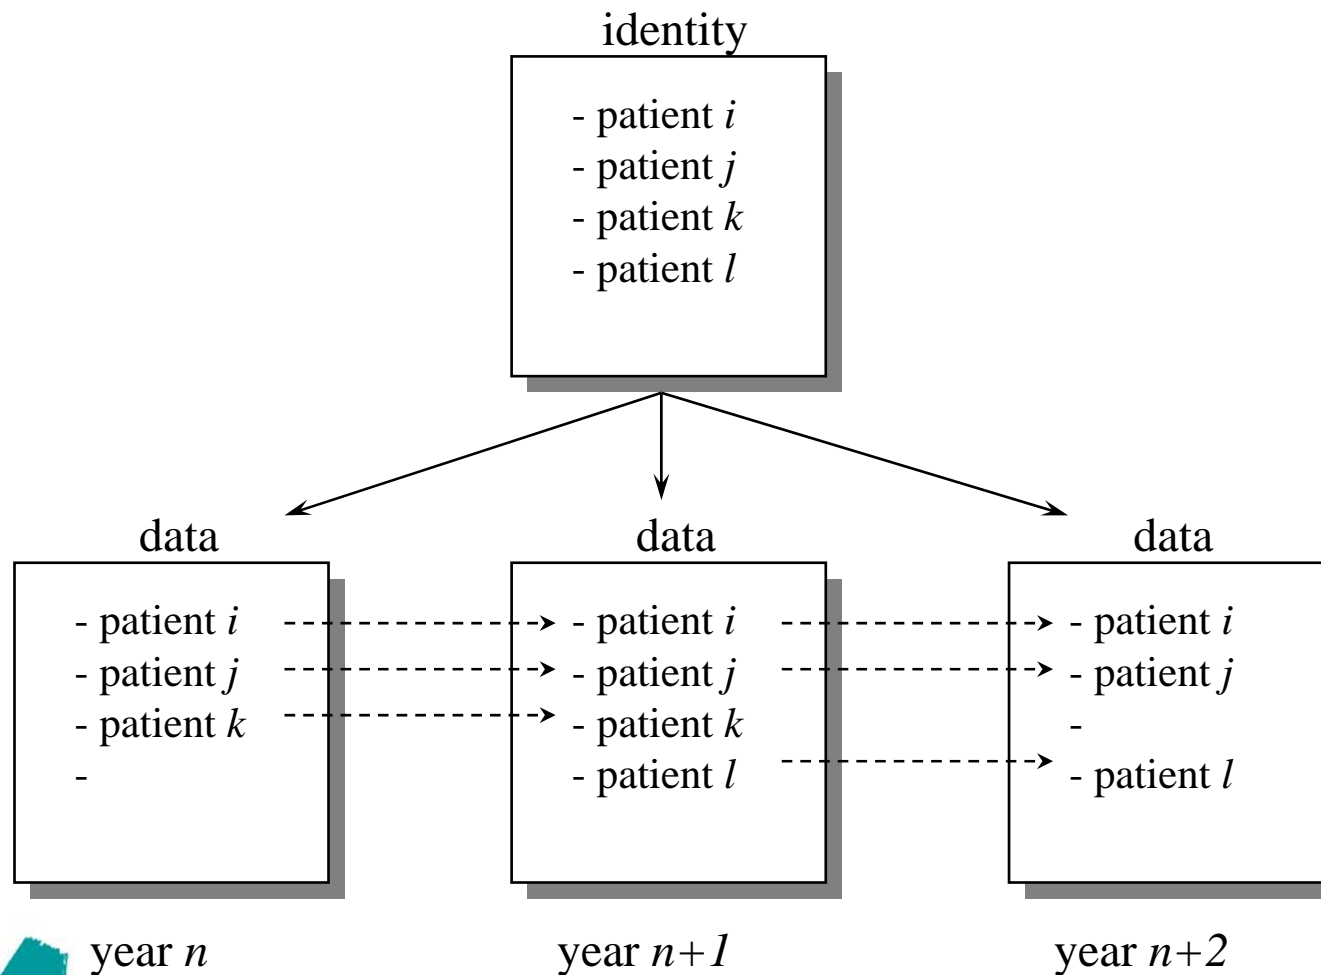 identity
- patient i
- patient j
- patient k
- patient l
data
- patient i
- patient j
- patient k
-
year n
data
- patient i
- patient j
- patient k
- patient l
year n+1
data
- patient i
- patient j
-
- patient l
year n+2